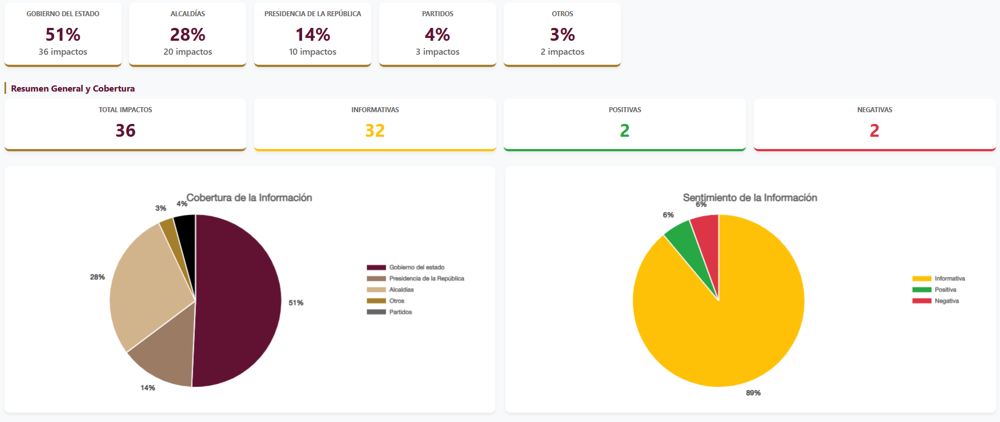 GOBIERNO DEL ESTADO
51%
36 impactos
ALCALDÍAS
28%
20 impactos
PRESIDENCIA DE LA REPÚBLICA
14%
10 impactos
PARTIDOS
4%
3 impactos
OTROS
3%
2 impactos
Resumen General y Cobertura
TOTAL IMPACTOS
36
INFORMATIVAS
32
POSITIVAS
2
NEGATIVAS
2
Cobertura de la Información
4%
3%
28%
51%
14%
Gobierno del estado
Presidencia de la República
Alcaldías
Otros
Partidos
Sentimiento de la Información
6%
6%
89%
Informativa
Positiva
Negativa